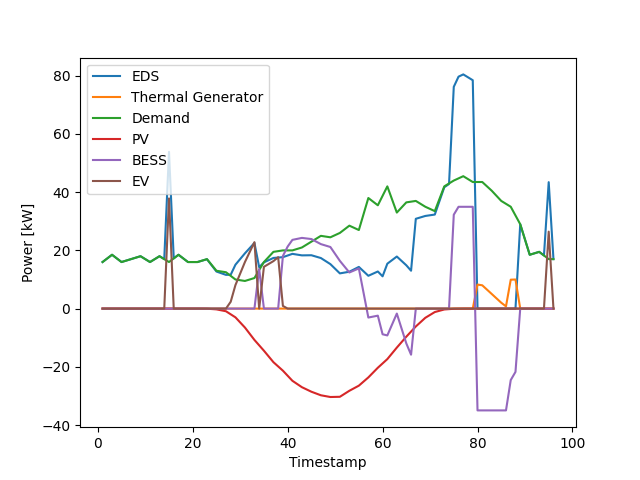 EDS
Thermal Generator
Demand
PV
BESS
EV
Power [kW]
80
60
40
20
0
−20
−40
0 20 40 60 80 100
Timestamp